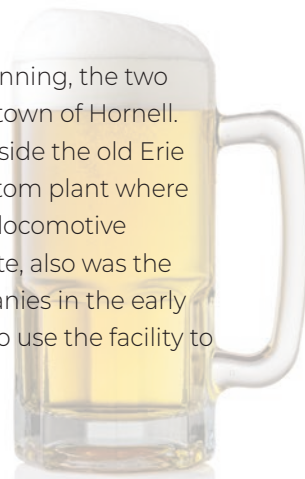 nning, the two
town of Hornell.
side the old Erie
tom plant where
locomotive
te, also was the
anies in the early
o use the facility to